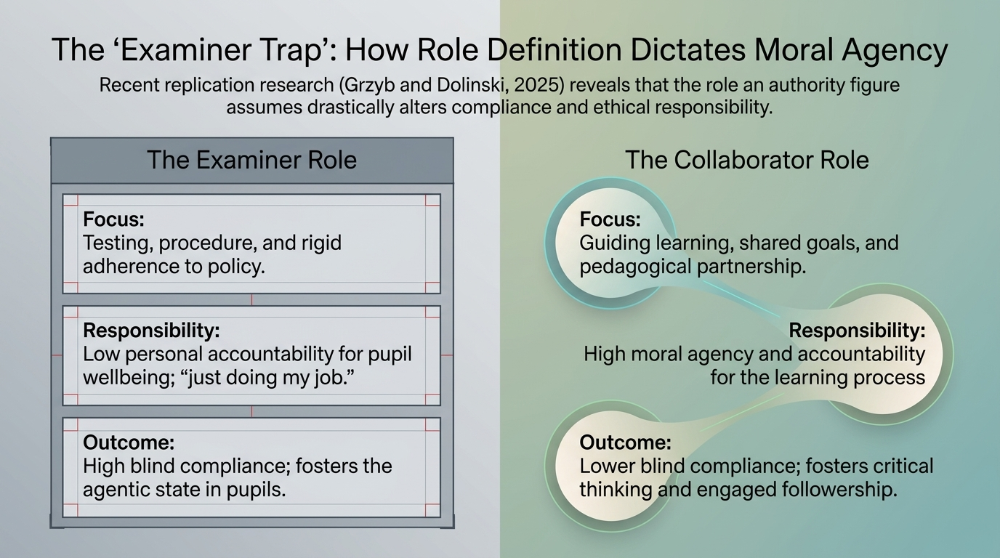 The ‘Examiner Trap’: How Role Definition Dictates Moral Agency
Recent replication research (Grzyb and Dolinski, 2025) reveals that the role an authority figure
assumes drastically alters compliance and ethical responsibility.
The Examiner Role
Focus:
Testing, procedure, and rigid
adherence to policy.
Responsibility:
Low personal accountability for pupil
wellbeing; “just doing my job.”
Outcome:
High blind compliance; fosters the
agentic state in pupils.
The Collaborator Role
Focus:
Guiding learning, shared goals, and
pedagogical partnership.
Responsibility:
High moral agency and accountability
for the learning process
Outcome:
Lower blind compliance; fosters critical
thinking and engaged followership.